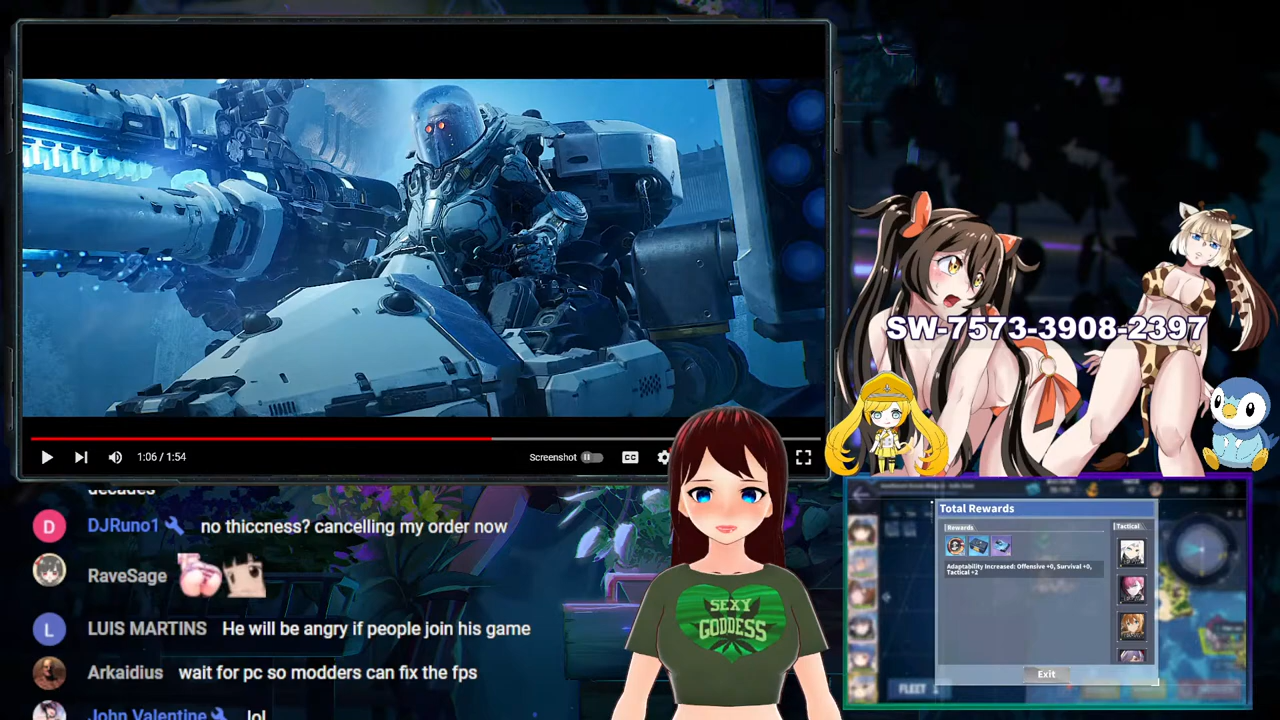 1:06 / 1:54
Screenshot
CC
SW-7573-3908-2397
decades
D
DJRuno1
no thiccness? cancelling my order now
RaveSage
L
LUIS MARTINS
He will be angry if people join his game
Arkaidius
wait for pc so modders can fix the fps
John Valentine
lol
SEXY
GODDESS
Total Rewards
Rewards
Tactical
Adaptability Increased: Offensive +0, Survival +0,
Tactical +2
Exit
FLEET